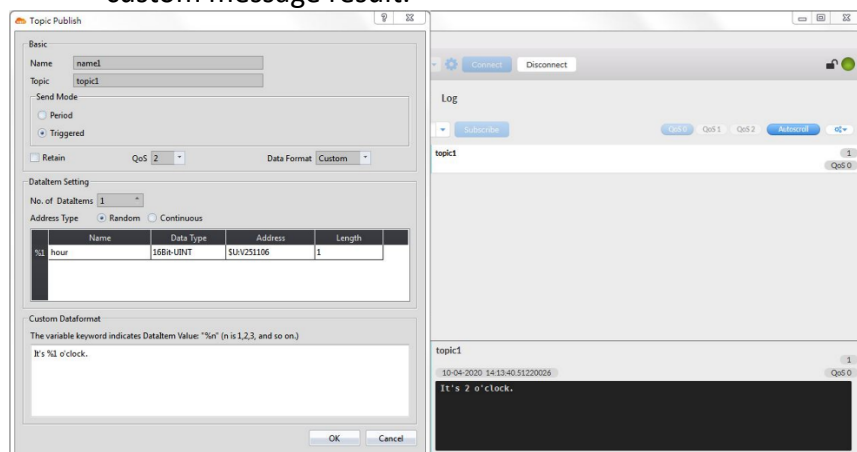 custom message result:
Topic Publish
Basic
Name name1
Topic topic1
Send Mode
Period
Triggered
Retain QoS 2 Data Format Custom
DataItem Setting
No. of DataItems 1
Address Type Random Continuous
Name Data Type Address Length
%1 hour 16Bit-UINT $U:V251106 1
Custom Dataformat
The variable keyword indicates DataItem Value: "%n" (n is 1,2,3, and so on.)
It's %1 o'clock.
OK Cancel
Connect Disconnect
Log
Subscribe QoS 0 QoS 1 QoS 2 Autoscroll
topic1 1
QoS 0
topic1
1
10-04-2020 14:13:40.51220026 QoS 0
It's 2 o'clock.